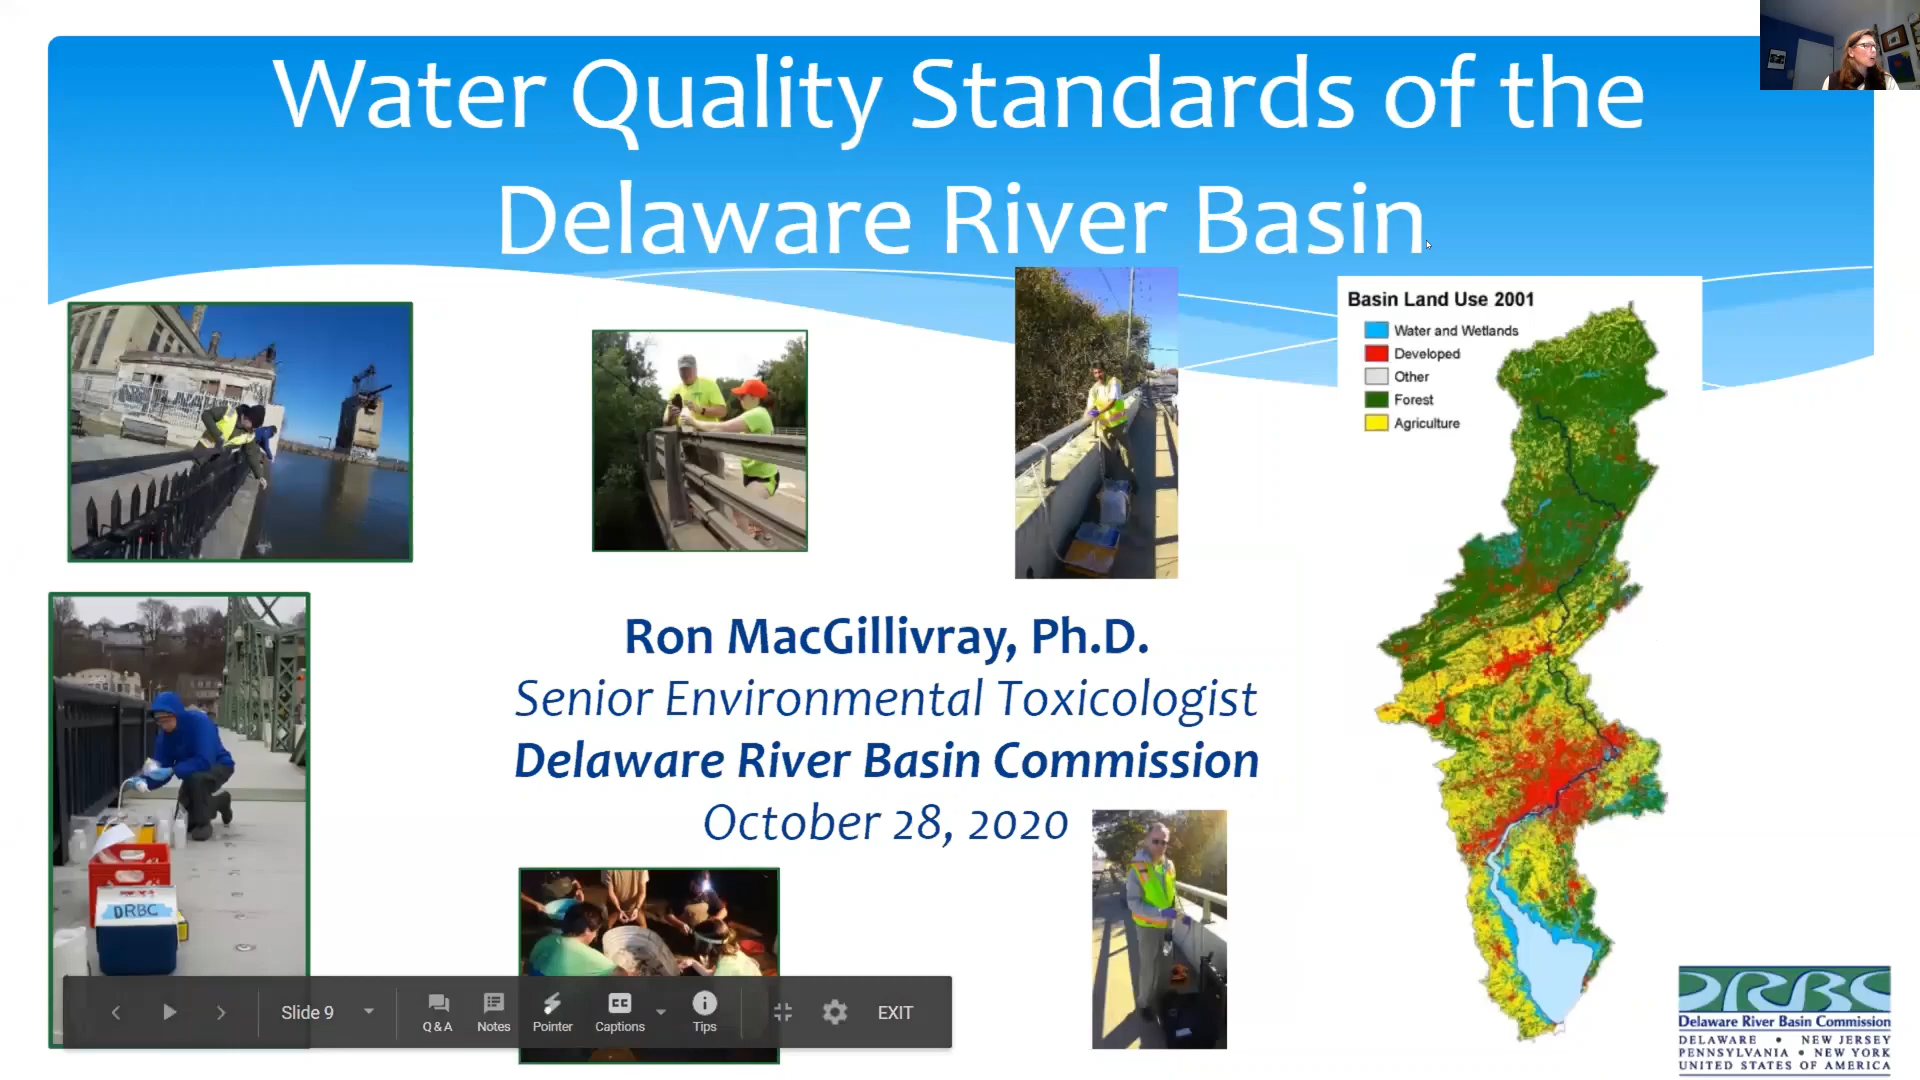 Water Quality Standards of the
Delaware River Basin
Basin Land Use 2001
Water and Wetlands
Developed
Other
Forest
Agriculture
Ron MacGillivray, Ph.D.
Senior Environmental Toxicologist
Delaware River Basin Commission
October 28, 2020
DRBC
Slide 9
Q & A
Notes
Pointer
CC
Captions
Tips
EXIT
DRBC
Delaware River Basin Commission
DELAWARE • NEW JERSEY
PENNSYLVANIA • NEW YORK
UNITED STATES OF AMERICA